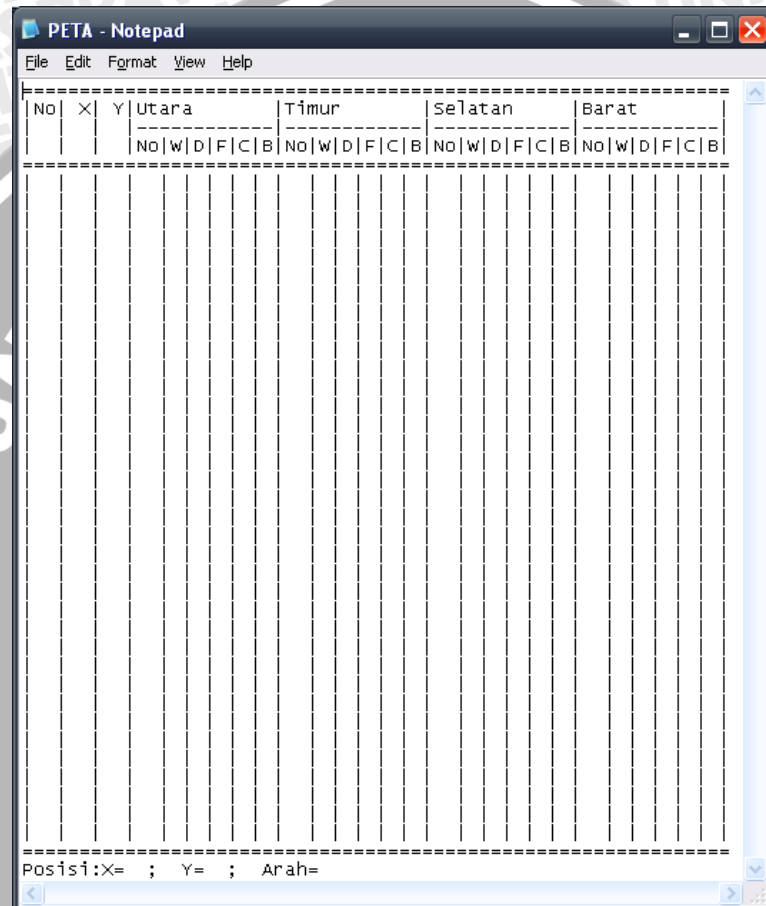 PETA - Notepad
File Edit Format View Help
|No| X| Y|Utara |Timur |Selatan |Barat |
|No|W|D|F|C|B|No|W|D|F|C|B|No|W|D|F|C|B|No|W|D|F|C|B|
Posisi:X= ; Y= ; Arah=